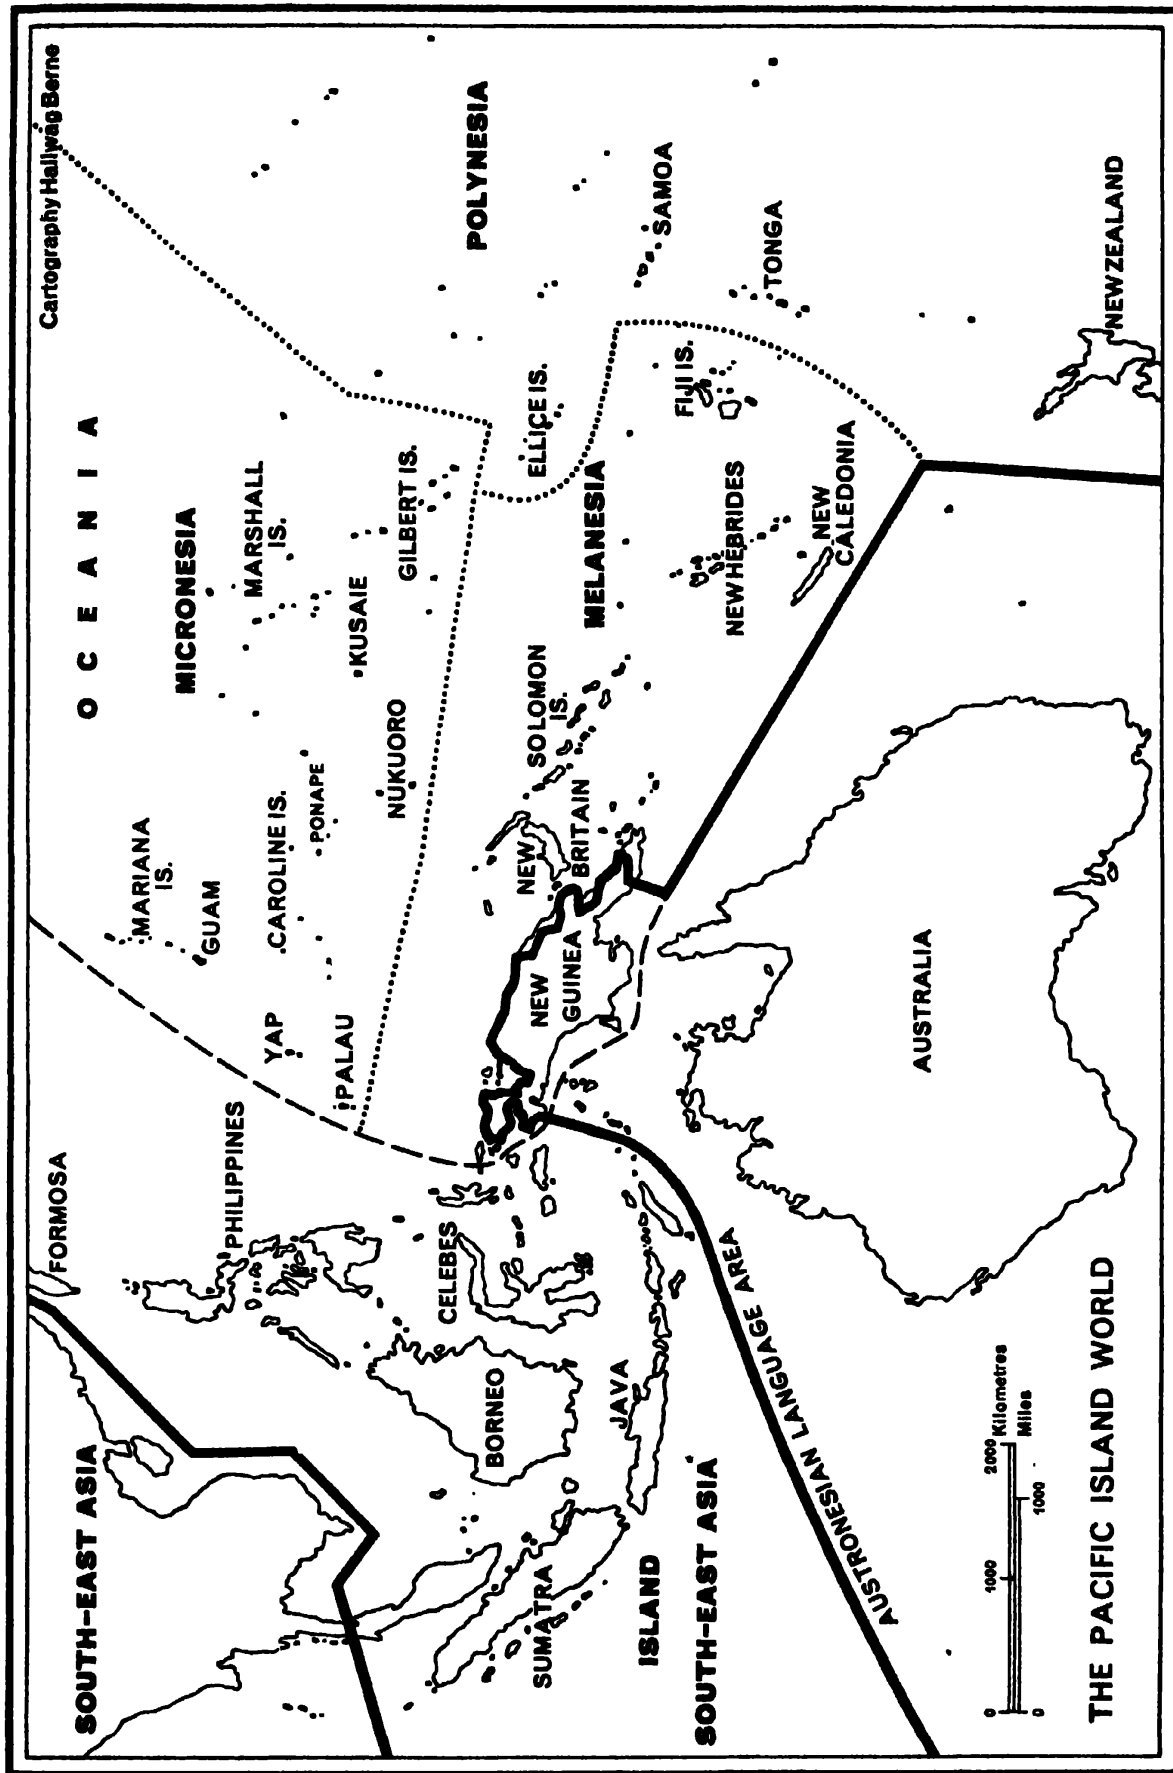 Cartography Hallwag Berne
OCEANIA
SOUTH-EAST ASIA
FORMOSA
MARIANA
IS.
MICRONESIA
GUAM
PHILIPPINES
YAP
CAROLINE IS.
MARSHALL
IS.
PALAU
PONAPE
KUSAIE
NUKUORO
GILBERT IS.
POLYNESIA
CELEBES
BORNEO
ELLICE IS.
SOLOMON
IS.
NEW
BRITAIN
NEW
GUINEA
MELANESIA
SAMOA
SUMATRA
JAVA
FIJI IS.
ISLAND
SOUTH-EAST ASIA
NEW HEBRIDES
TONGA
NEW
CALEDONIA
AUSTRONESIAN LANGUAGE AREA
AUSTRALIA
NEW ZEALAND
0 1000 2000 Kilometres
0 1000 Miles
THE PACIFIC ISLAND WORLD